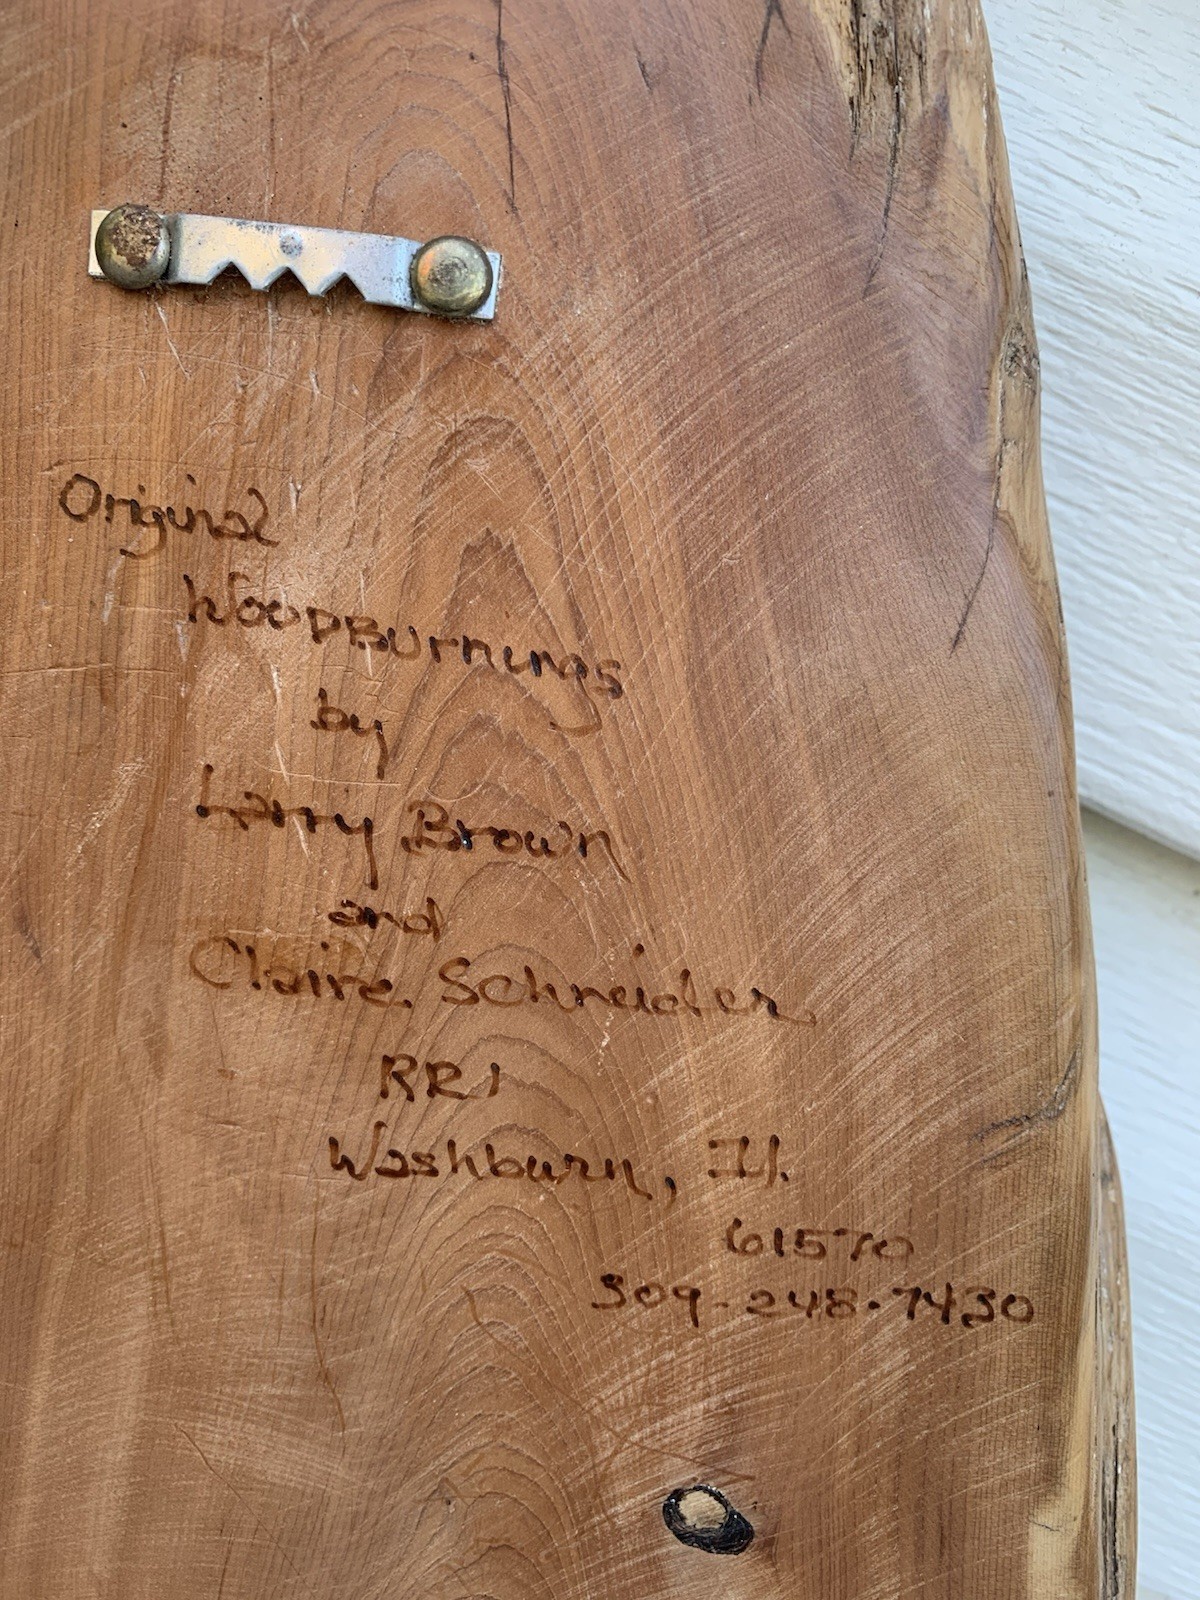 Original
WOODBurnings
by
Larry Brown
and
Claire Schneider
RR1
Washburn, Il.
61570
309-248-7430